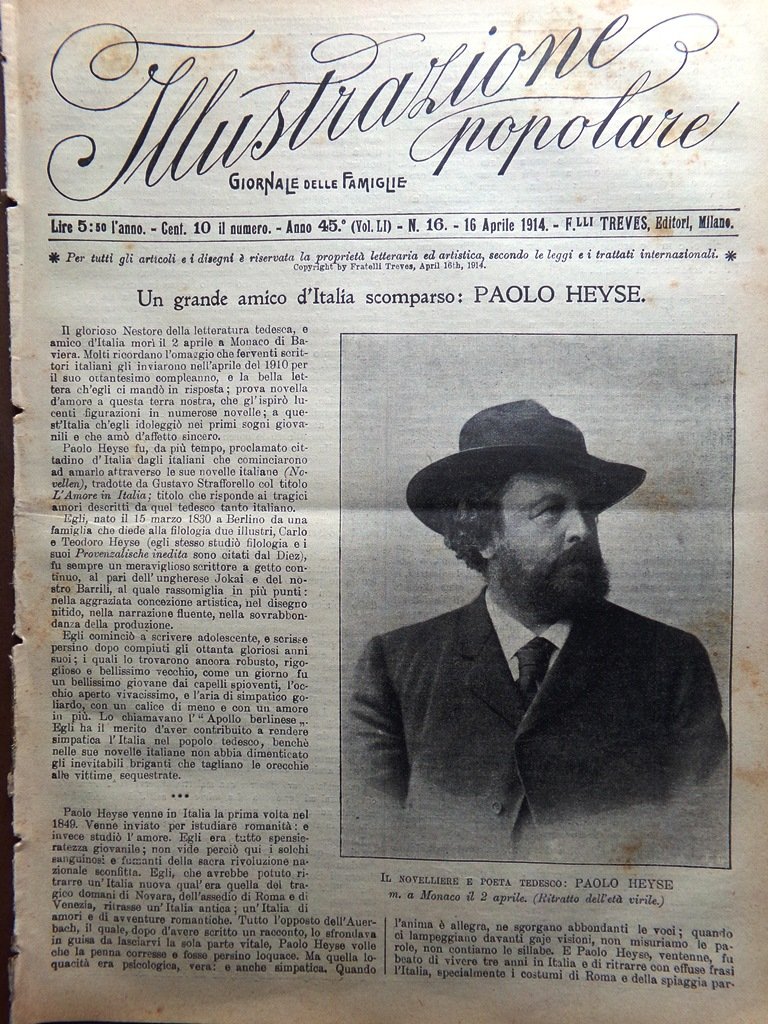 Illustrazione
popolare
GIORNALE DELLE FAMIGLIE
Lire 5:50 l'anno. - Cent. 10 il numero. - Anno 45.° (Vol. LI) - N. 16. - 16 Aprile 1914. - F.LLI TREVES, Editori, Milano.
* Per tutti gli articoli e i disegni è riservata la proprietà letteraria ed artistica, secondo le leggi e i trattati internazionali. *
Copyright by Fratelli Treves, April 16th, 1914.
Un grande amico d'Italia scomparso: PAOLO HEYSE.
Il glorioso Nestore della letteratura tedesca, e
amico d'Italia morì il 2 aprile a Monaco di Ba-
viera. Molti ricordano l'omaggio che ferventi scrit-
tori italiani gli inviarono nell'aprile del 1910 per
il suo ottantesimo compleanno, e la bella let-
tera ch'egli ci mandò in risposta; prova novella
d'amore a questa terra nostra, che gl'ispirò lu-
centi figurazioni in numerose novelle; a que-
st'Italia ch'egli idoleggiò nei primi sogni giova-
nili e che amò d'affetto sincero.
Paolo Heyse fu, da più tempo, proclamato cit-
tadino d'Italia dagli italiani che cominciarono
ad amarlo attraverso le sue novelle italiane (No-
vellen), tradotte da Gustavo Strafforello col titolo
L'Amore in Italia; titolo che risponde ai tragici
amori descritti da quel tedesco tanto italiano.
Egli, nato il 15 marzo 1830 a Berlino da una
famiglia che diede alla filologia due illustri, Carlo
e Teodoro Heyse (egli stesso studiò filologia e i
suoi Provenzalische inedita sono citati dal Diez),
fu sempre un meraviglioso scrittore a getto con-
tinuo, al pari dell'ungherese Jokai e del no-
stro Barrili, al quale rassomiglia in più punti:
nella aggraziata concezione artistica, nel disegno
nitido, nella narrazione fluente, nella sovrabbon-
danza della produzione.
Egli cominciò a scrivere adolescente, e scrisse
persino dopo compiuti gli ottanta gloriosi anni
suoi; i quali lo trovarono ancora robusto, rigo-
glioso e bellissimo vecchio, come un giorno fu
un bellissimo giovane dai capelli spioventi, l'oc-
chio aperto vivacissimo, e l'aria di simpatico go-
liardo, con un calice di meno e con un amore
in più. Lo chiamavano l' “ Apollo berlinese „.
Egli ha il merito d'aver contribuito a rendere
simpatica l'Italia nel popolo tedesco, benchè
nelle sue novelle italiane non abbia dimenticato
gli inevitabili briganti che tagliano le orecchie
alle vittime sequestrate.
***
Paolo Heyse venne in Italia la prima volta nel
1849. Venne inviato per istudiare romanità: e
invece studiò l'amore. Egli era tutto spensie-
ratezza giovanile; non vide perciò qui i solchi
sanguinosi e fumanti della sacra rivoluzione na-
zionale sconfitta. Egli, che avrebbe potuto ri-
trarre un'Italia nuova qual'era quella dei tra-
gico domani di Novara, dell'assedio di Roma e di
Venezia, ritrasse un'Italia antica; un'Italia di
amori e di avventure romantiche. Tutto l'opposto dell'Auer-
bach, il quale, dopo d'avere scritto un racconto, lo sfrondava
in guisa da lasciarvi la sola parte vitale, Paolo Heyse volle
che la penna corresse e fosse persino loquace. Ma quella lo-
quacità era psicologica, vera: e anche simpatica. Quando
IL NOVELLIERE E POETA TEDESCO: PAOLO HEYSE
m. a Monaco il 2 aprile. (Ritratto dell'età virile.)
l'anima è allegra, ne sgorgano abbondanti le voci; quando
ci lampeggiano davanti gaje visioni, non misuriamo le pa-
role, non contiamo le sillabe. E Paolo Heyse, ventenne, fu
beato di vivere tre anni in Italia e di ritrarre con effuse frasi
l'Italia, specialmente i costumi di Roma e della spiaggia par-